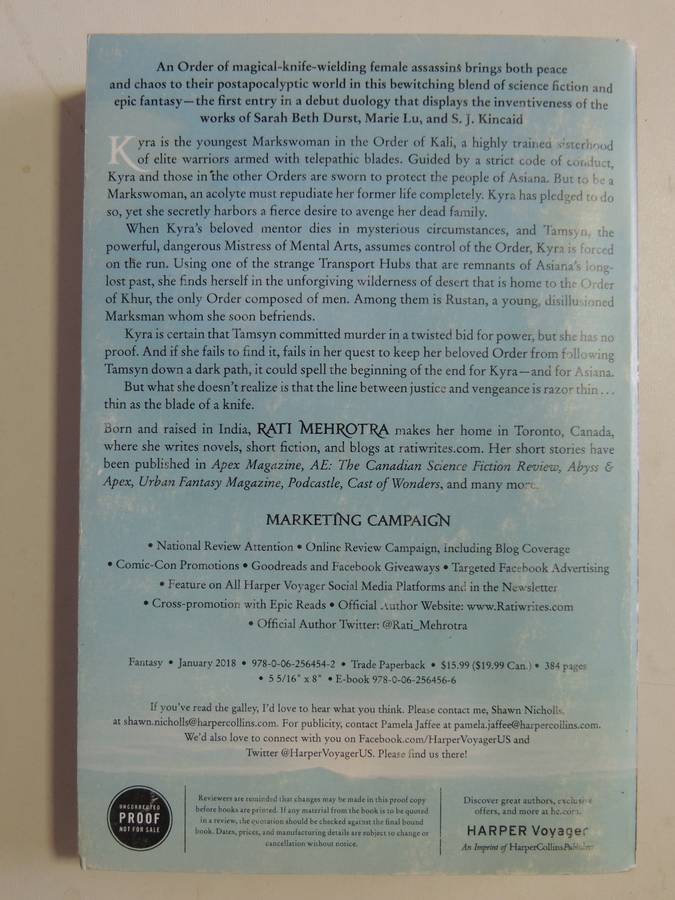 An Order of magical-knife-wielding female assassins brings both peace
and chaos to their postapocalyptic world in this bewitching blend of science fiction and
epic fantasy—the first entry in a debut duology that displays the inventiveness of the
works of Sarah Beth Durst, Marie Lu, and S. J. Kincaid
Kyra is the youngest Markswoman in the Order of Kali, a highly trained sisterhood
of elite warriors armed with telepathic blades. Guided by a strict code of conduct,
Kyra and those in the other Orders are sworn to protect the people of Asiana. But to be a
Markswoman, an acolyte must repudiate her former life completely. Kyra has pledged to do
so, yet she secretly harbors a fierce desire to avenge her dead family.
When Kyra's beloved mentor dies in mysterious circumstances, and Tamsyn, the
powerful, dangerous Mistress of Mental Arts, assumes control of the Order, Kyra is forced
on the run. Using one of the strange Transport Hubs that are remnants of Asiana's long-
lost past, she finds herself in the unforgiving wilderness of desert that is home to the Order
of Khur, the only Order composed of men. Among them is Rustan, a young, disillusioned
Marksman whom she soon befriends.
Kyra is certain that Tamsyn committed murder in a twisted bid for power, but she has no
proof. And if she fails to find it, fails in her quest to keep her beloved Order from following
Tamsyn down a dark path, it could spell the beginning of the end for Kyra—and for Asiana.
But what she doesn't realize is that the line between justice and vengeance is razor thin . . .
thin as the blade of a knife.
Born and raised in India, RATI MEHROTRA makes her home in Toronto, Canada,
where she writes novels, short fiction, and blogs at ratiwrites.com. Her short stories have
been published in Apex Magazine, AE: The Canadian Science Fiction Review, Abyss &
Apex, Urban Fantasy Magazine, Podcastle, Cast of Wonders, and many more.
MARKETING CAMPAIGN
• National Review Attention • Online Review Campaign, including Blog Coverage
• Comic-Con Promotions • Goodreads and Facebook Giveaways • Targeted Facebook Advertising
• Feature on All Harper Voyager Social Media Platforms and in the Newsletter
• Cross-promotion with Epic Reads • Official Author Website: www.Ratiwrites.com
• Official Author Twitter: @Rati_Mehrotra
Fantasy • January 2018 • 978-0-06-256454-2 • Trade Paperback • $15.99 ($19.99 Can.) • 384 pages
• 5 5/16" x 8" • E-book 978-0-06-256456-6
If you've read the galley, I'd love to hear what you think. Please contact me, Shawn Nicholls,
at shawn.nicholls@harpercollins.com. For publicity, contact Pamela Jaffee at pamela.jaffee@harpercollins.com.
We'd also love to connect with you on Facebook.com/HarperVoyagerUS and
Twitter @HarperVoyagerUS. Please find us there!
UNCORRECTED
PROOF
NOT FOR SALE
Reviewers are reminded that changes may be made in this proof copy
before books are printed. If any material from the book is to be quoted
in a review, the quotation should be checked against the final bound
book. Dates, prices, and manufacturing details are subject to change or
cancellation without notice.
Discover great authors, exclusive
offers, and more at hc.com.
HARPER Voyager
An Imprint of HarperCollinsPublishers